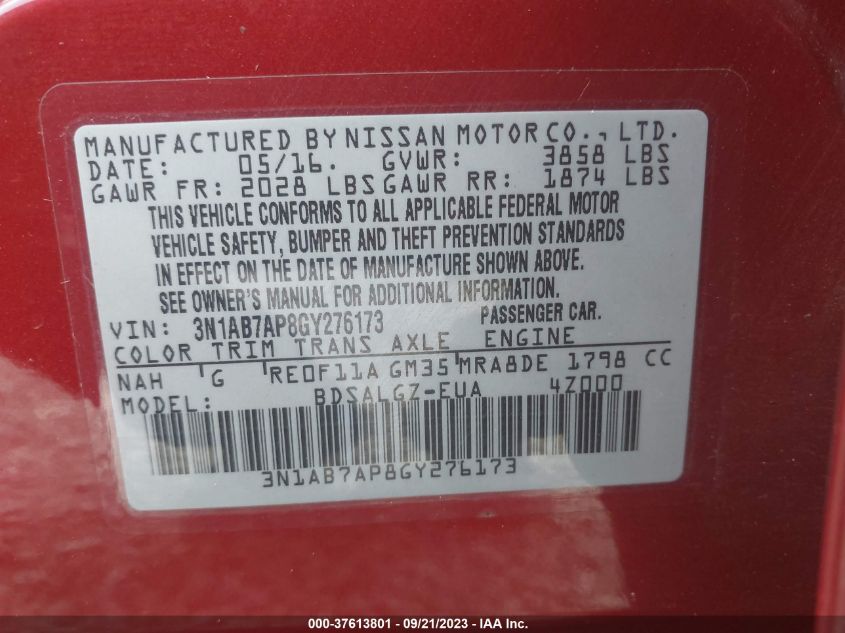 MANUFACTURED BY NISSAN MOTOR CO., LTD.
DATE: 05/16. GVWR: 3858 LBS
GAWR FR: 2028 LBS GAWR RR: 1874 LBS
THIS VEHICLE CONFORMS TO ALL APPLICABLE FEDERAL MOTOR
VEHICLE SAFETY, BUMPER AND THEFT PREVENTION STANDARDS
IN EFFECT ON THE DATE OF MANUFACTURE SHOWN ABOVE.
SEE OWNER'S MANUAL FOR ADDITIONAL INFORMATION.
VIN: 3N1AB7AP8GY276173 PASSENGER CAR.
COLOR TRIM TRANS AXLE ENGINE
NAH 'G 'RE0F11A GM35 'MRA8DE 1798 CC
MODEL: BDSALGZ-EUA 4Z000
3N1AB7AP8GY276173
000-37613801 - 09/21/2023 - IAA Inc.